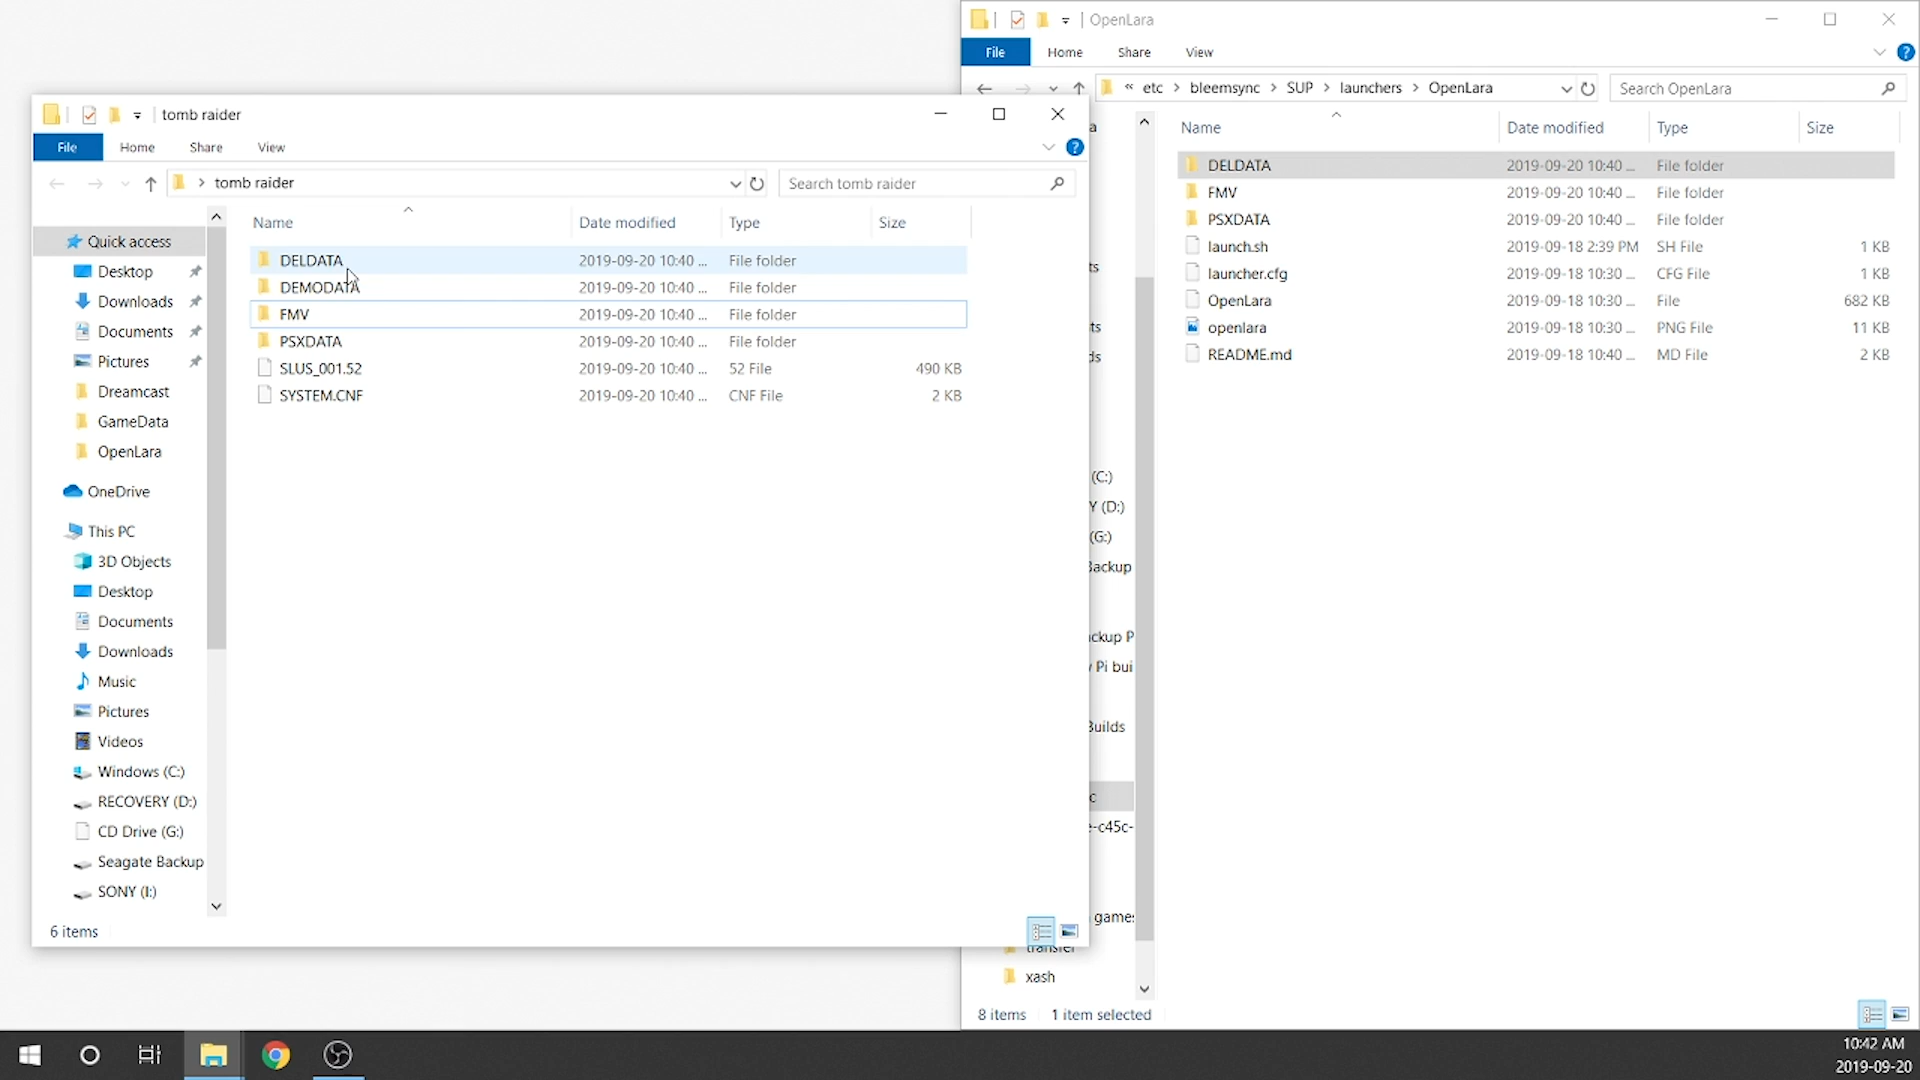 OpenLara
File Home Share View
« etc > bleemsync > SUP > launchers > OpenLara Search OpenLara
Name Date modified Type Size
DELDATA 2019-09-20 10:40 ... File folder
FMV 2019-09-20 10:40 ... File folder
PSXDATA 2019-09-20 10:40 ... File folder
launch.sh 2019-09-18 2:39 PM SH File 1 KB
launcher.cfg 2019-09-18 10:30 ... CFG File 1 KB
OpenLara 2019-09-18 10:30 ... File 682 KB
openlara 2019-09-18 10:30 ... PNG File 11 KB
README.md 2019-09-18 10:40 ... MD File 2 KB
a
ts
ts
ds
(C:)
Y (D:)
(G:)
Backup
ackup P
y Pi bui
Builds
c
e-c45c-
games
transfer
xash
8 items 1 item selected
tomb raider
File Home Share View
> tomb raider Search tomb raider
Name Date modified Type Size
DELDATA 2019-09-20 10:40 ... File folder
DEMODATA 2019-09-20 10:40 ... File folder
FMV 2019-09-20 10:40 ... File folder
PSXDATA 2019-09-20 10:40 ... File folder
SLUS_001.52 2019-09-20 10:40 ... 52 File 490 KB
SYSTEM.CNF 2019-09-20 10:40 ... CNF File 2 KB
Quick access
Desktop
Downloads
Documents
Pictures
Dreamcast
GameData
OpenLara
OneDrive
This PC
3D Objects
Desktop
Documents
Downloads
Music
Pictures
Videos
Windows (C:)
RECOVERY (D:)
CD Drive (G:)
Seagate Backup
SONY (I:)
6 items
10:42 AM
2019-09-20